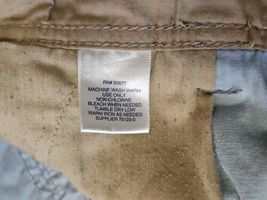 RN# 93677
MACHINE WASH WARM
USE ONLY
NON-CHLORINE
BLEACH WHEN NEEDED
TUMBLE DRY LOW
WARM IRON AS NEEDED
SUPPLIER 75123-0